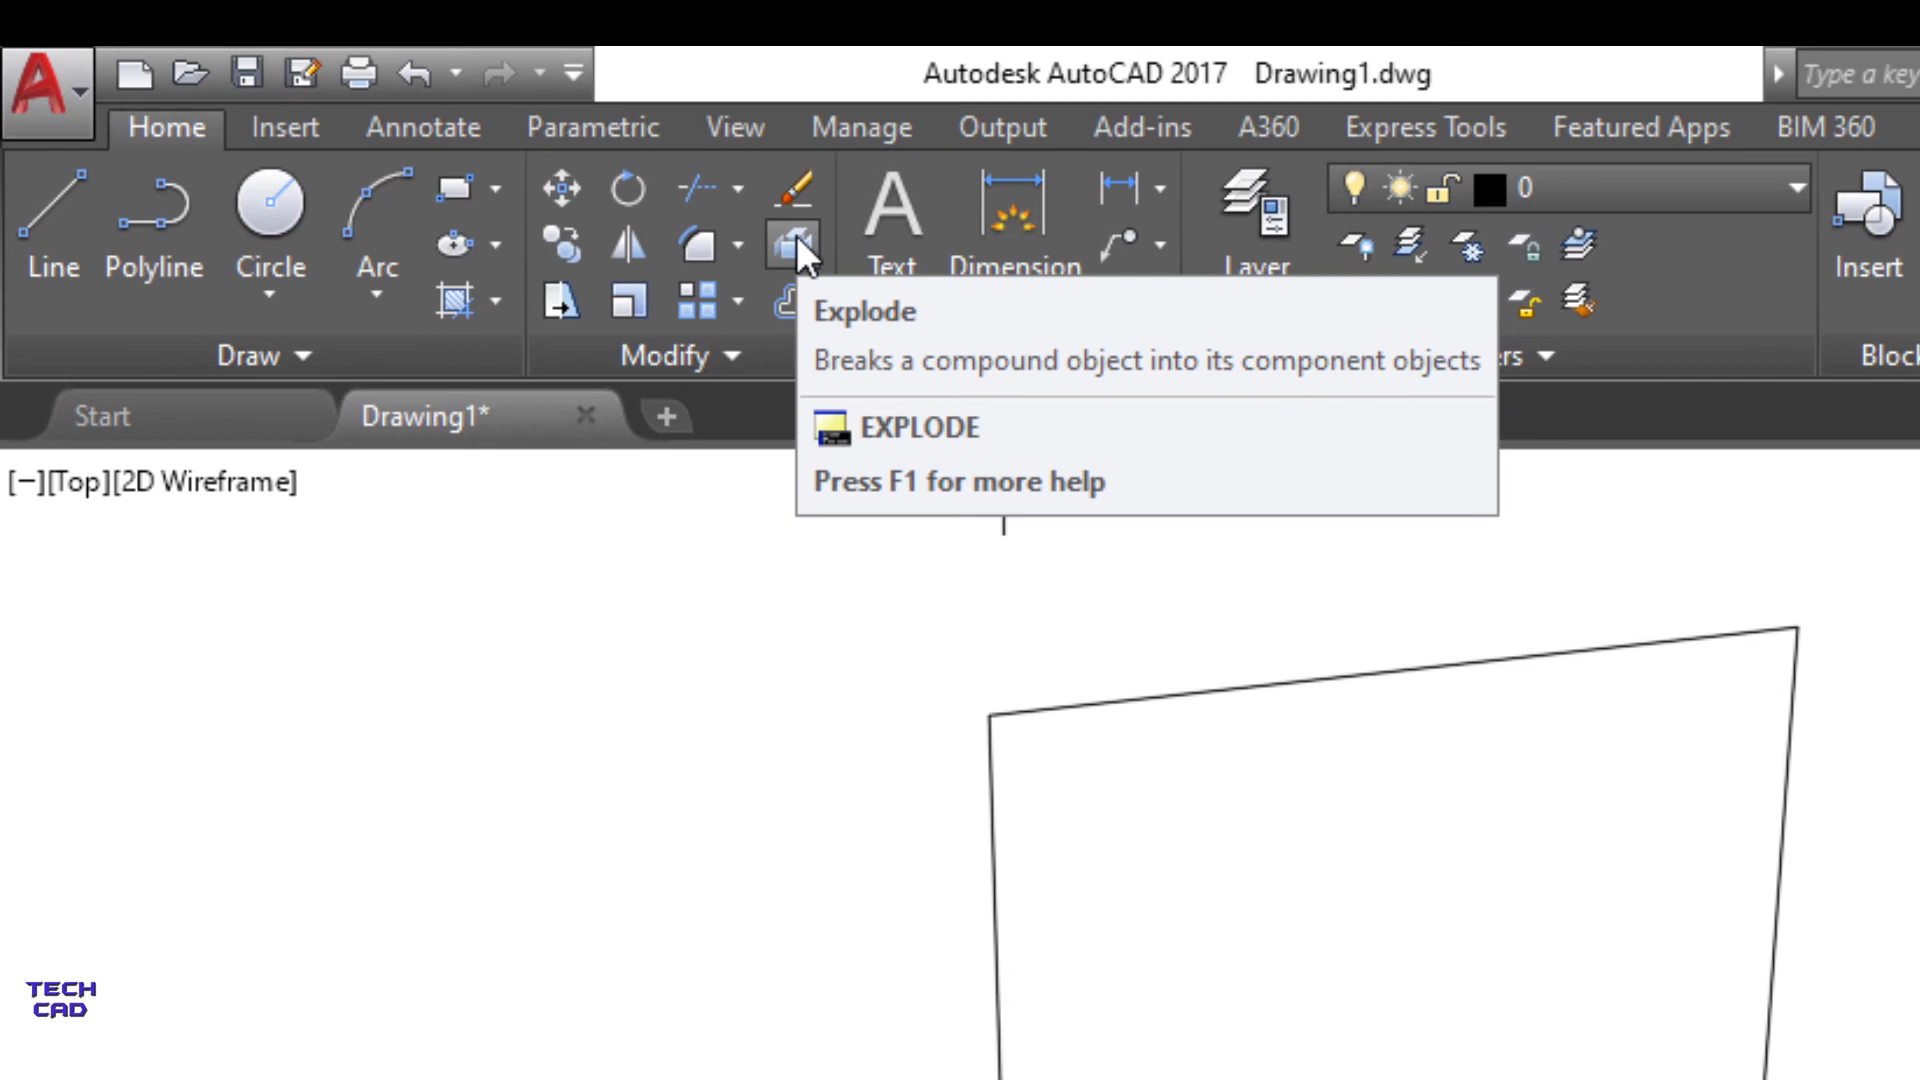 Autodesk AutoCAD 2017 Drawing1.dwg
Type a key
Home Insert Annotate Parametric View Manage Output Add-ins A360 Express Tools Featured Apps BIM 360
0
Line Polyline Circle Arc Text Dimension Layer Insert
Draw Modify
Explode
Breaks a compound object into its component objects
EXPLODE
Press F1 for more help
Start Drawing1*
[–][Top][2D Wireframe]
TECH
CAD